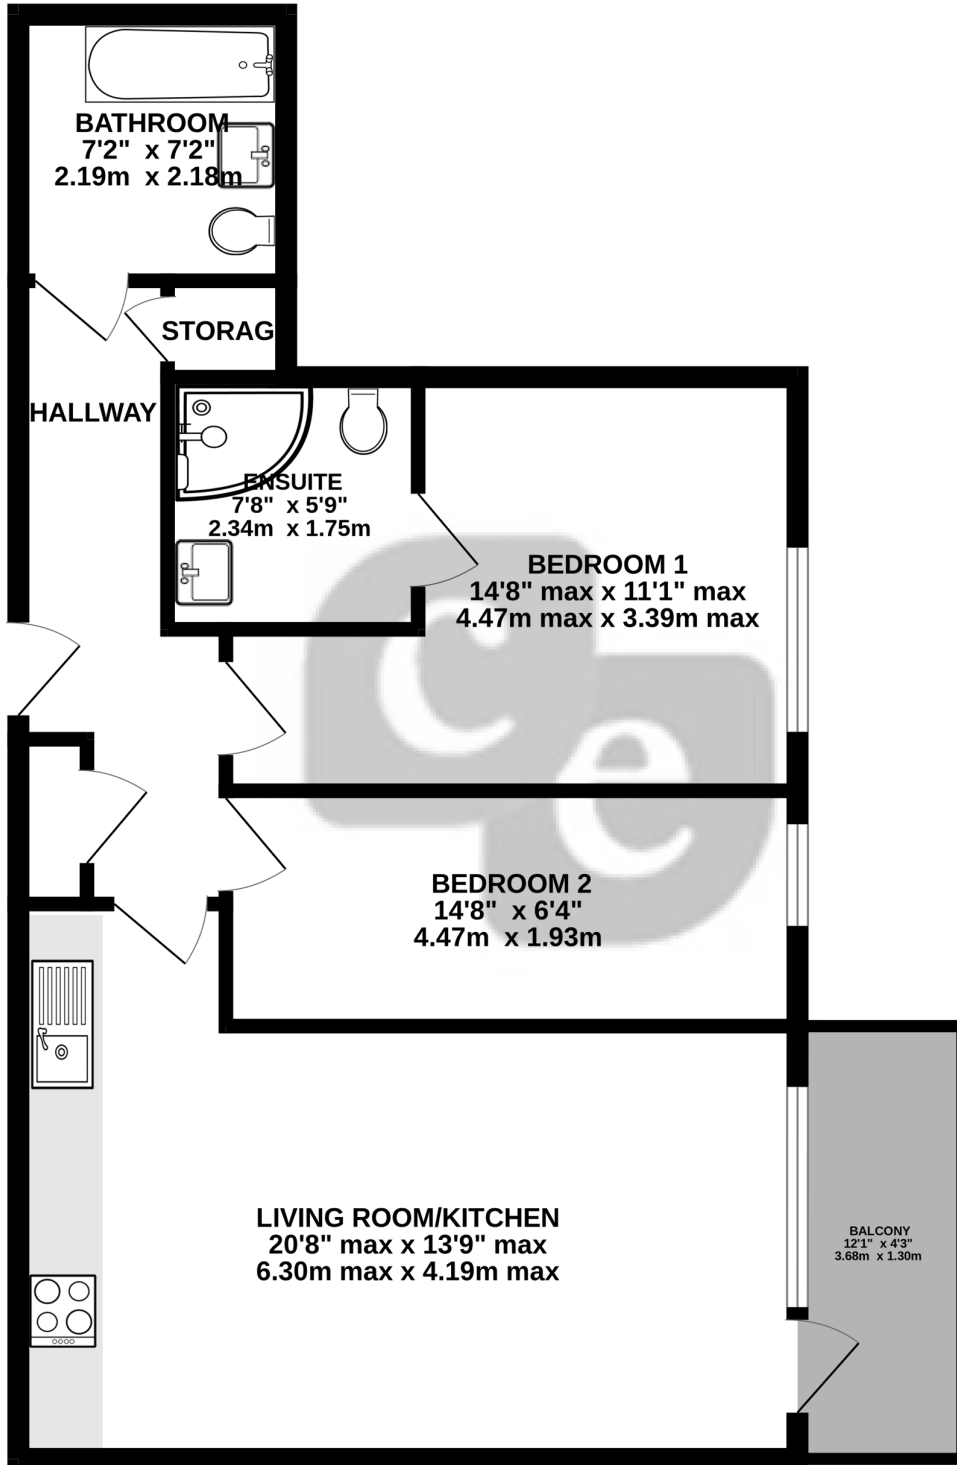 BATHROOM
7'2" x 7'2"
2.19m x 2.18m
STORAG
HALLWAY
ENSUITE
7'8" x 5'9"
2.34m x 1.75m
BEDROOM 1
14'8" max x 11'1" max
4.47m max x 3.39m max
ce
BEDROOM 2
14'8" x 6'4"
4.47m x 1.93m
LIVING ROOM/KITCHEN
20'8" max x 13'9" max
6.30m max x 4.19m max
BALCONY
12'1" x 4'3"
3.68m x 1.30m